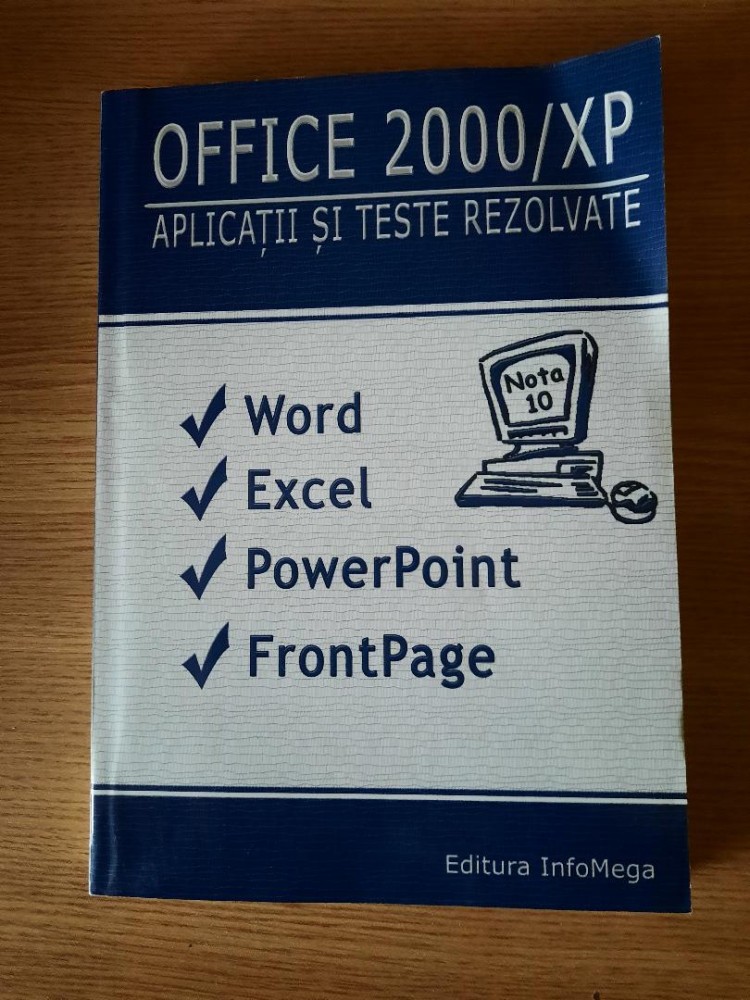 OFFICE 2000/XP
APLICAȚII ȘI TESTE REZOLVATE
Nota
10
Word
Excel
PowerPoint
FrontPage
Editura InfoMega